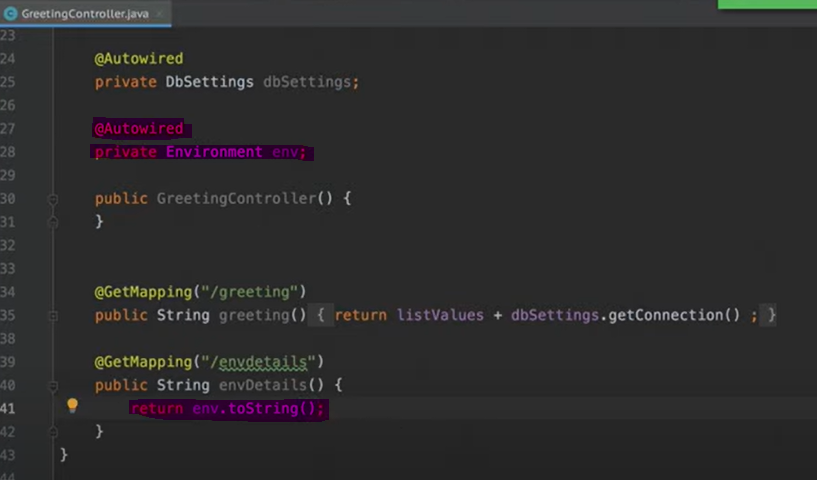 GreetingController.java
23
24 @Autowired
25 private DbSettings dbSettings;
26
27 @Autowired
28 private Environment env;
29
30 public GreetingController() {
31 }
32
33
34 @GetMapping("/greeting")
35 public String greeting() { return listValues + dbSettings.getConnection() ; }
38
39 @GetMapping("/envdetails")
40 public String envDetails() {
41 return env.toString();
42 }
43 }
44